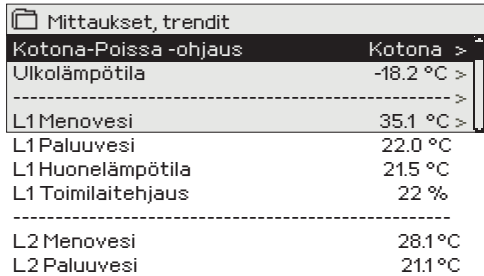 Mittaukset, trendit
Kotona-Poissa -ohjaus Kotona >
Ulkolämpötila -18.2 °C >
-------------------------------------------------- >
L1 Menovesi 35.1 °C >
L1 Paluuvesi 22.0 °C
L1 Huonelämpötila 21.5 °C
L1 Toimilaitehjaus 22 %
--------------------------------------------------
L2 Menovesi 28.1 °C
L2 Paluuvesi 21.1 °C